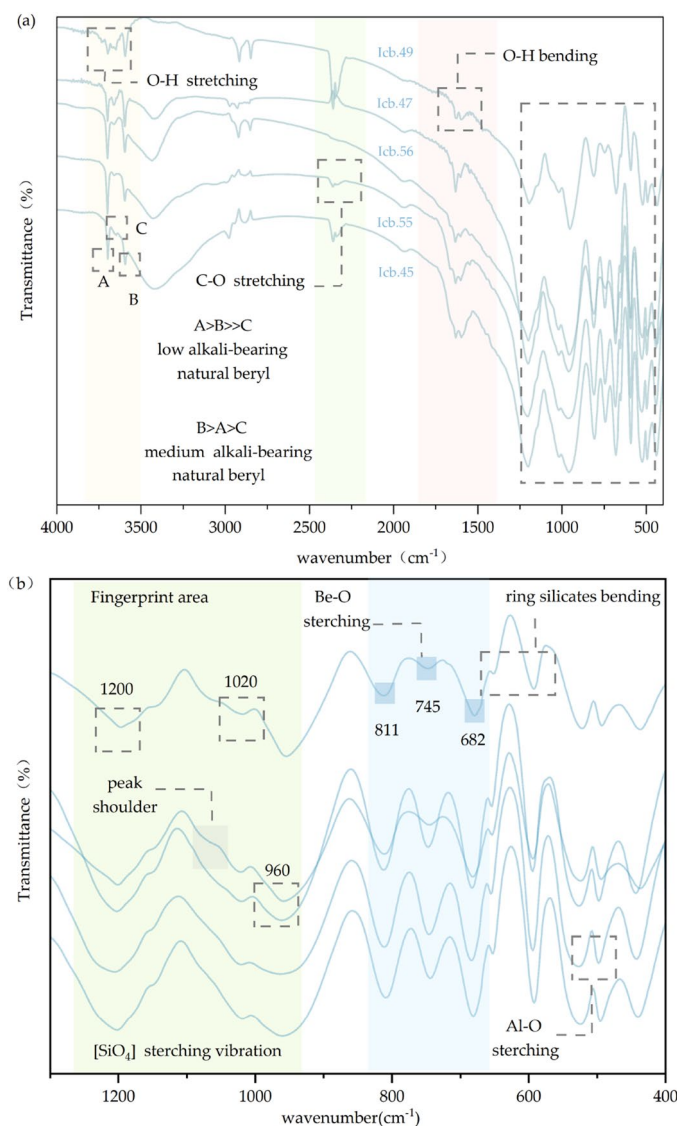 (a)
Icb.49
O-H bending
O-H stretching
Icb.47
Icb.56
C
Icb.55
A
B
C-O stretching
Icb.45
A>B>>C
low alkali-bearing
natural beryl
B>A>C
medium alkali-bearing
natural beryl
Transmittance (%)
4000 3500 3000 2500 2000 1500 1000 500
wavenumber（cm-1）
(b)
Fingerprint area
Be-O
sterching
ring silicates bending
1200
1020
811
745
682
peak
shoulder
960
Transmittance (%)
[SiO4] sterching vibration
Al-O
sterching
1200 1000 800 600 400
wavenumber(cm-1)